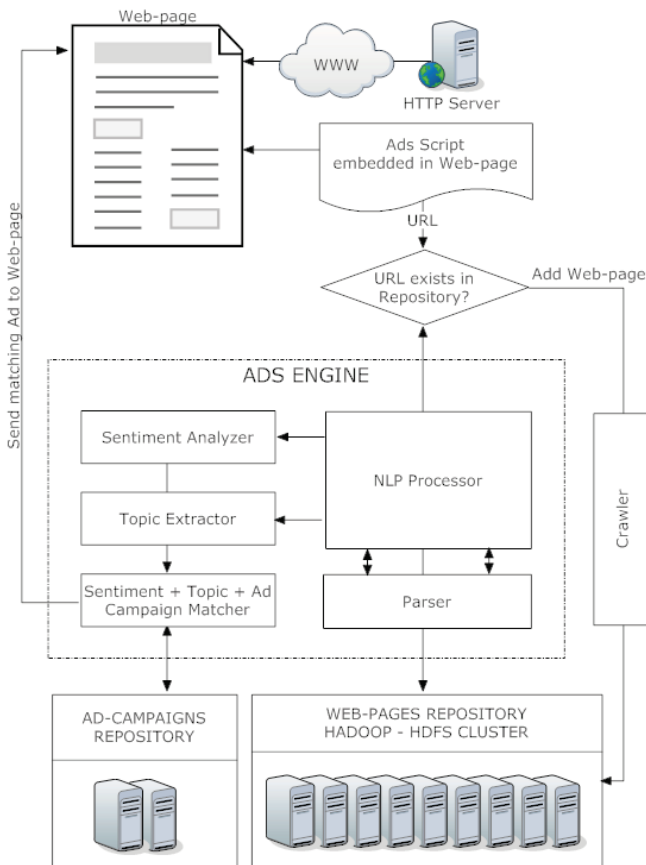 Web-page
WWW
HTTP Server
Ads Script
embedded in Web-page
URL
URL exists in
Repository?
Add Web-page
Send matching Ad to Web-page
ADS ENGINE
Sentiment Analyzer
NLP Processor
Topic Extractor
Crawler
Sentiment + Topic + Ad
Campaign Matcher
Parser
AD-CAMPAIGNS
REPOSITORY
WEB-PAGES REPOSITORY
HADOOP - HDFS CLUSTER